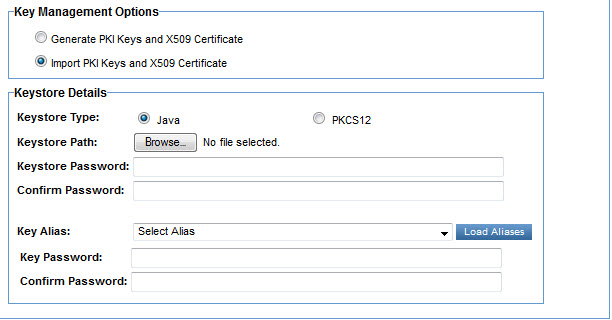 Key Management Options
Generate PKI Keys and X509 Certificate
Import PKI Keys and X509 Certificate
Keystore Details
Keystore Type: Java PKCS12
Keystore Path: Browse... No file selected.
Keystore Password:
Confirm Password:
Key Alias: Select Alias Load Aliases
Key Password:
Confirm Password: